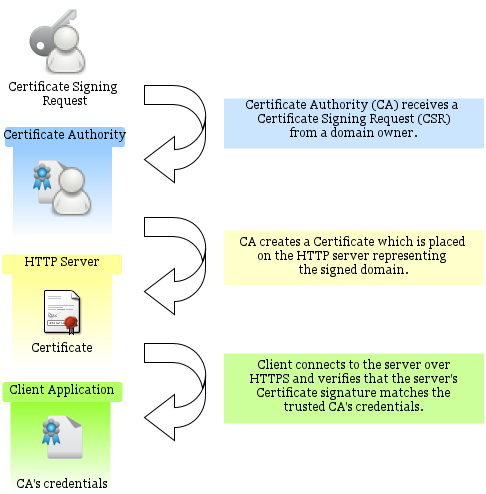 Certificate Signing
Request
Certificate Authority (CA) receives a
Certificate Signing Request (CSR)
from a domain owner.
Certificate Authority
CA creates a Certificate which is placed
on the HTTP server representing
the signed domain.
HTTP Server
Certificate
Client connects to the server over
HTTPS and verifies that the server's
Certificate signature matches the
trusted CA's credentials.
Client Application
CA's credentials